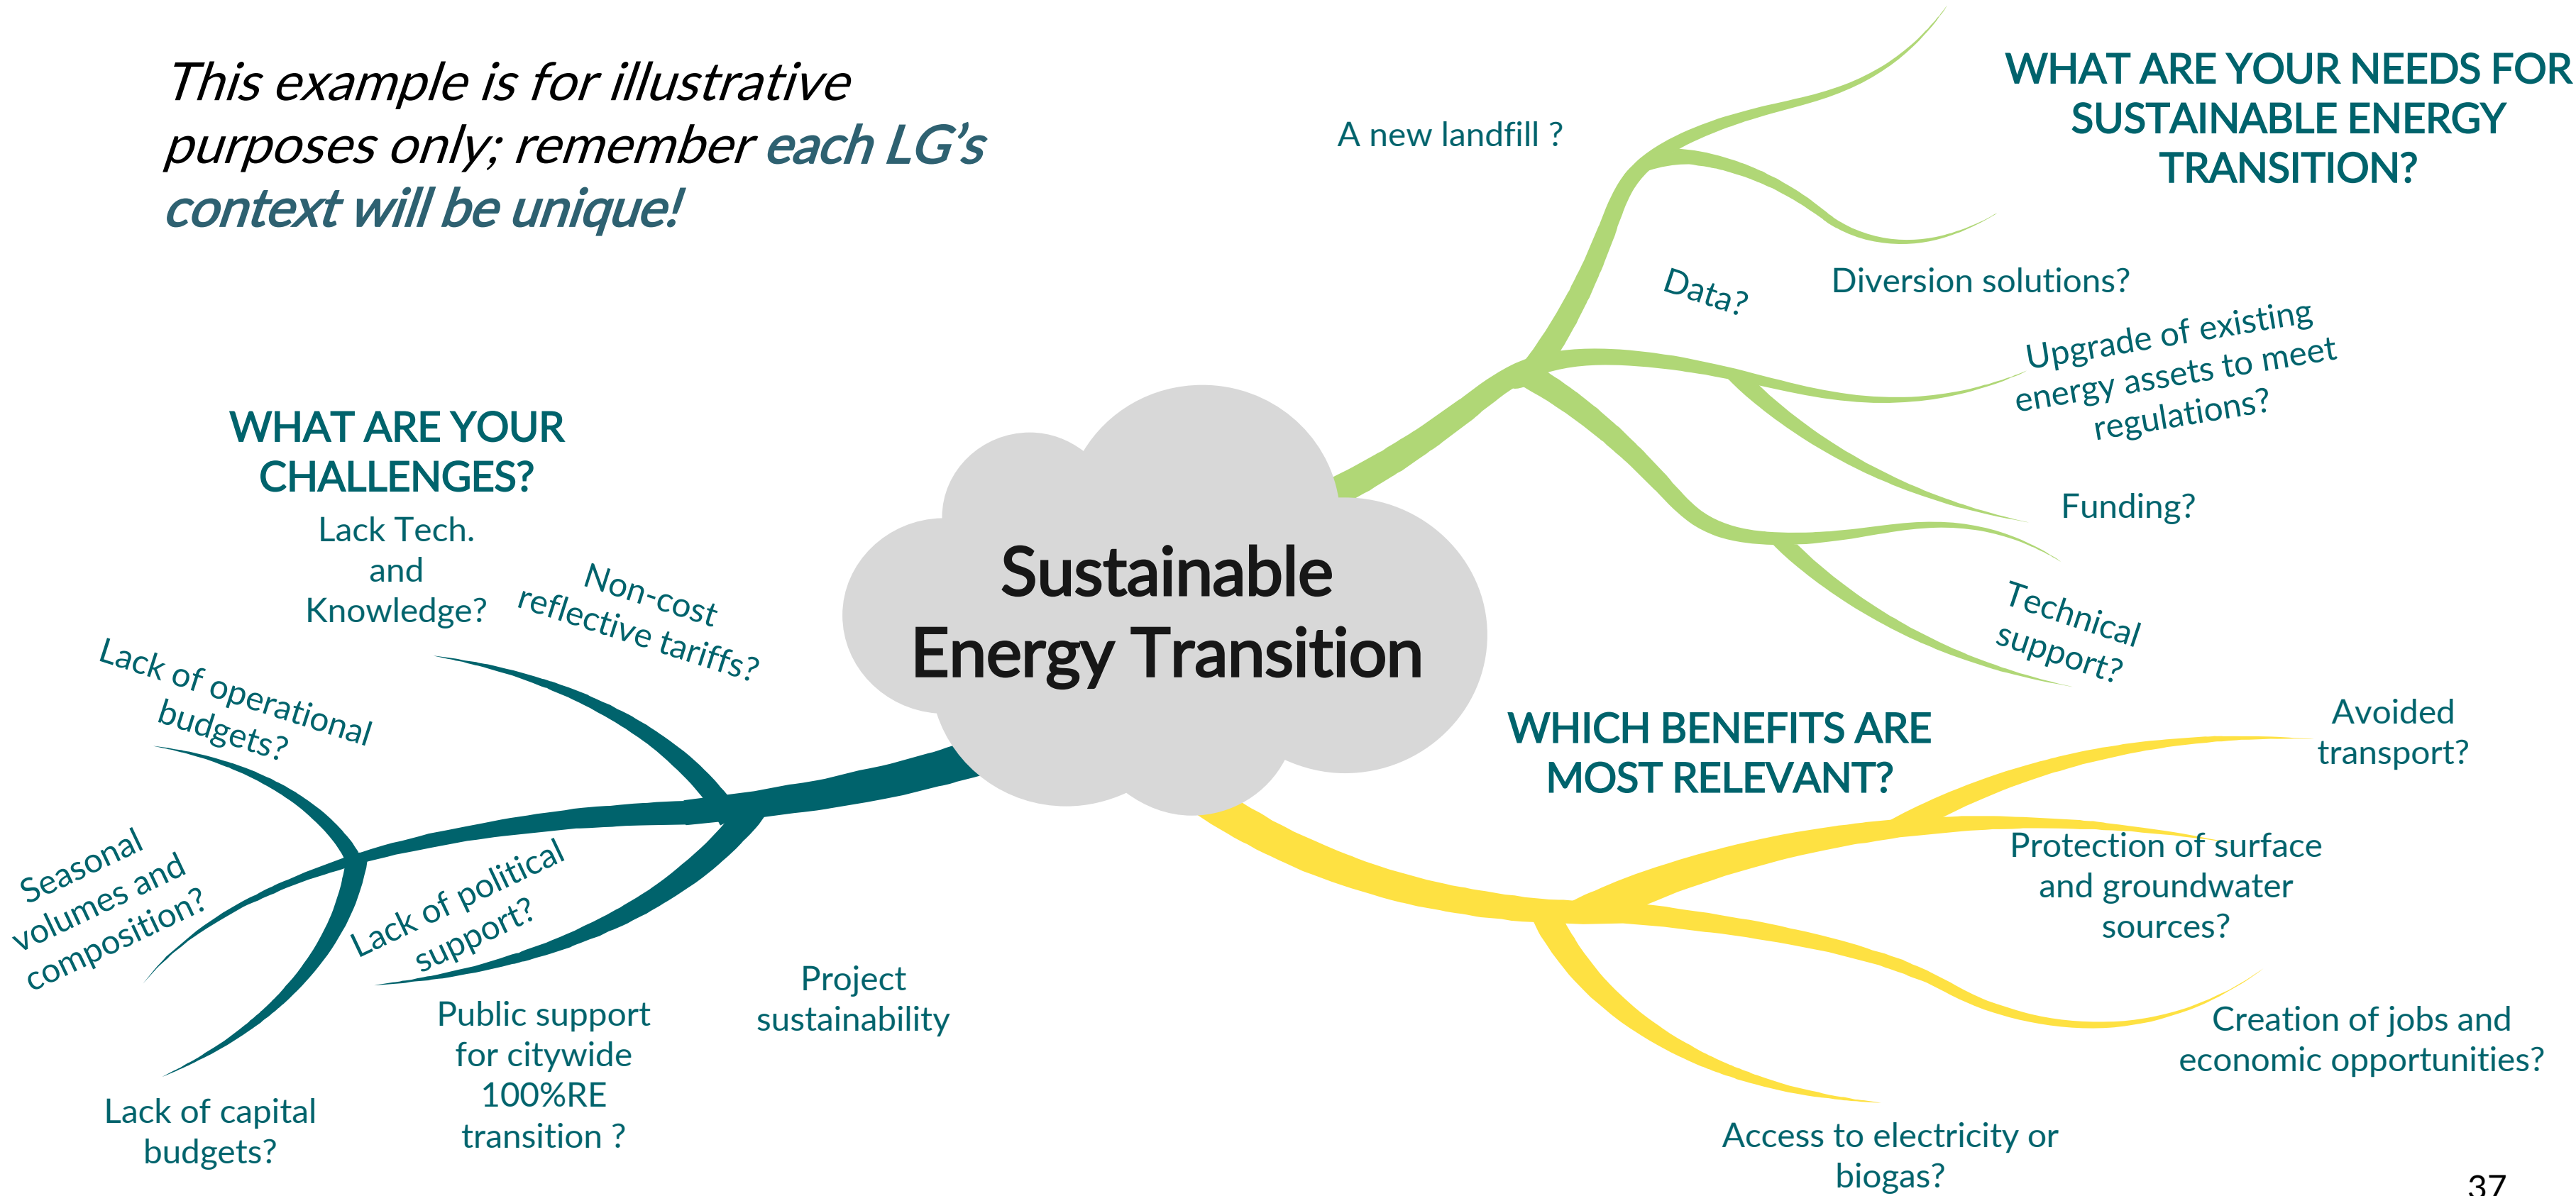 This example is for illustrative
purposes only; remember each LG's
context will be unique!
WHAT ARE YOUR NEEDS FOR
SUSTAINABLE ENERGY
TRANSITION?
A new landfill ?
Data?
Diversion solutions?
Upgrade of existing
energy assets to meet
regulations?
Funding?
Technical
support?
WHAT ARE YOUR
CHALLENGES?
Lack Tech.
and
Knowledge?
Non-cost
reflective tariffs?
Lack of operational
budgets?
Seasonal
volumes and
composition?
Lack of political
support?
Lack of capital
budgets?
Public support
for citywide
100%RE
transition ?
Project
sustainability
Sustainable
Energy Transition
WHICH BENEFITS ARE
MOST RELEVANT?
Avoided
transport?
Protection of surface
and groundwater
sources?
Creation of jobs and
economic opportunities?
Access to electricity or
biogas?
37